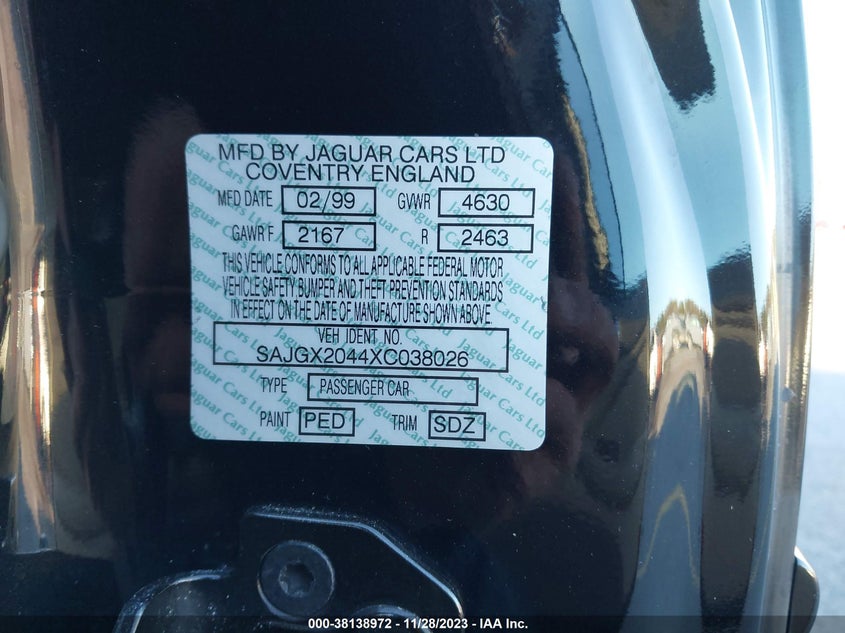 MFD BY JAGUAR CARS LTD
COVENTRY ENGLAND
MFD DATE 02/99 GVWR 4630
GAWR F 2167 R 2463
THIS VEHICLE CONFORMS TO ALL APPLICABLE FEDERAL MOTOR
VEHICLE SAFETY, BUMPER AND THEFT PREVENTION STANDARDS
IN EFFECT ON THE DATE OF MANUFACTURE SHOWN ABOVE.
VEH IDENT NO.
SAJGX2044XC038026
TYPE PASSENGER CAR
PAINT PED TRIM SDZ
000-38138972 — 11/28/2023 — IAA Inc.